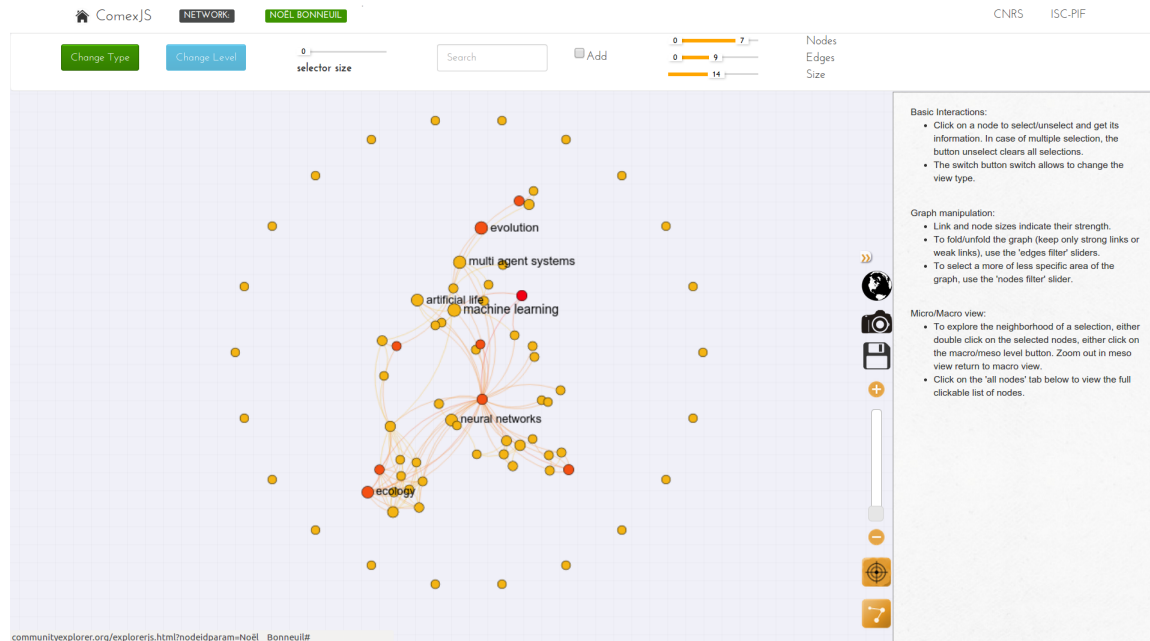 ComexJS NETWORK: NOËL BONNEUIL CNRS ISC-PIF
Change Type Change Level 0 selector size Search Add
0 7 Nodes
0 9 Edges
14 Size
evolution
multi agent systems
artificial life
machine learning
neural networks
ecology
Basic Interactions:
• Click on a node to select/unselect and get its
information. In case of multiple selection, the
button unselect clears all selections.
• The switch button switch allows to change the
view type.
Graph manipulation:
• Link and node sizes indicate their strength.
• To fold/unfold the graph (keep only strong links or
weak links), use the 'edges filter' sliders.
• To select a more of less specific area of the
graph, use the 'nodes filter' slider.
Micro/Macro view:
• To explore the neighborhood of a selection, either
double click on the selected nodes, either click on
the macro/meso level button. Zoom out in meso
view return to macro view.
• Click on the 'all nodes' tab below to view the full
clickable list of nodes.
communityexplorer.org/explorerjs.html?nodeidparam=Noël__Bonneuil#